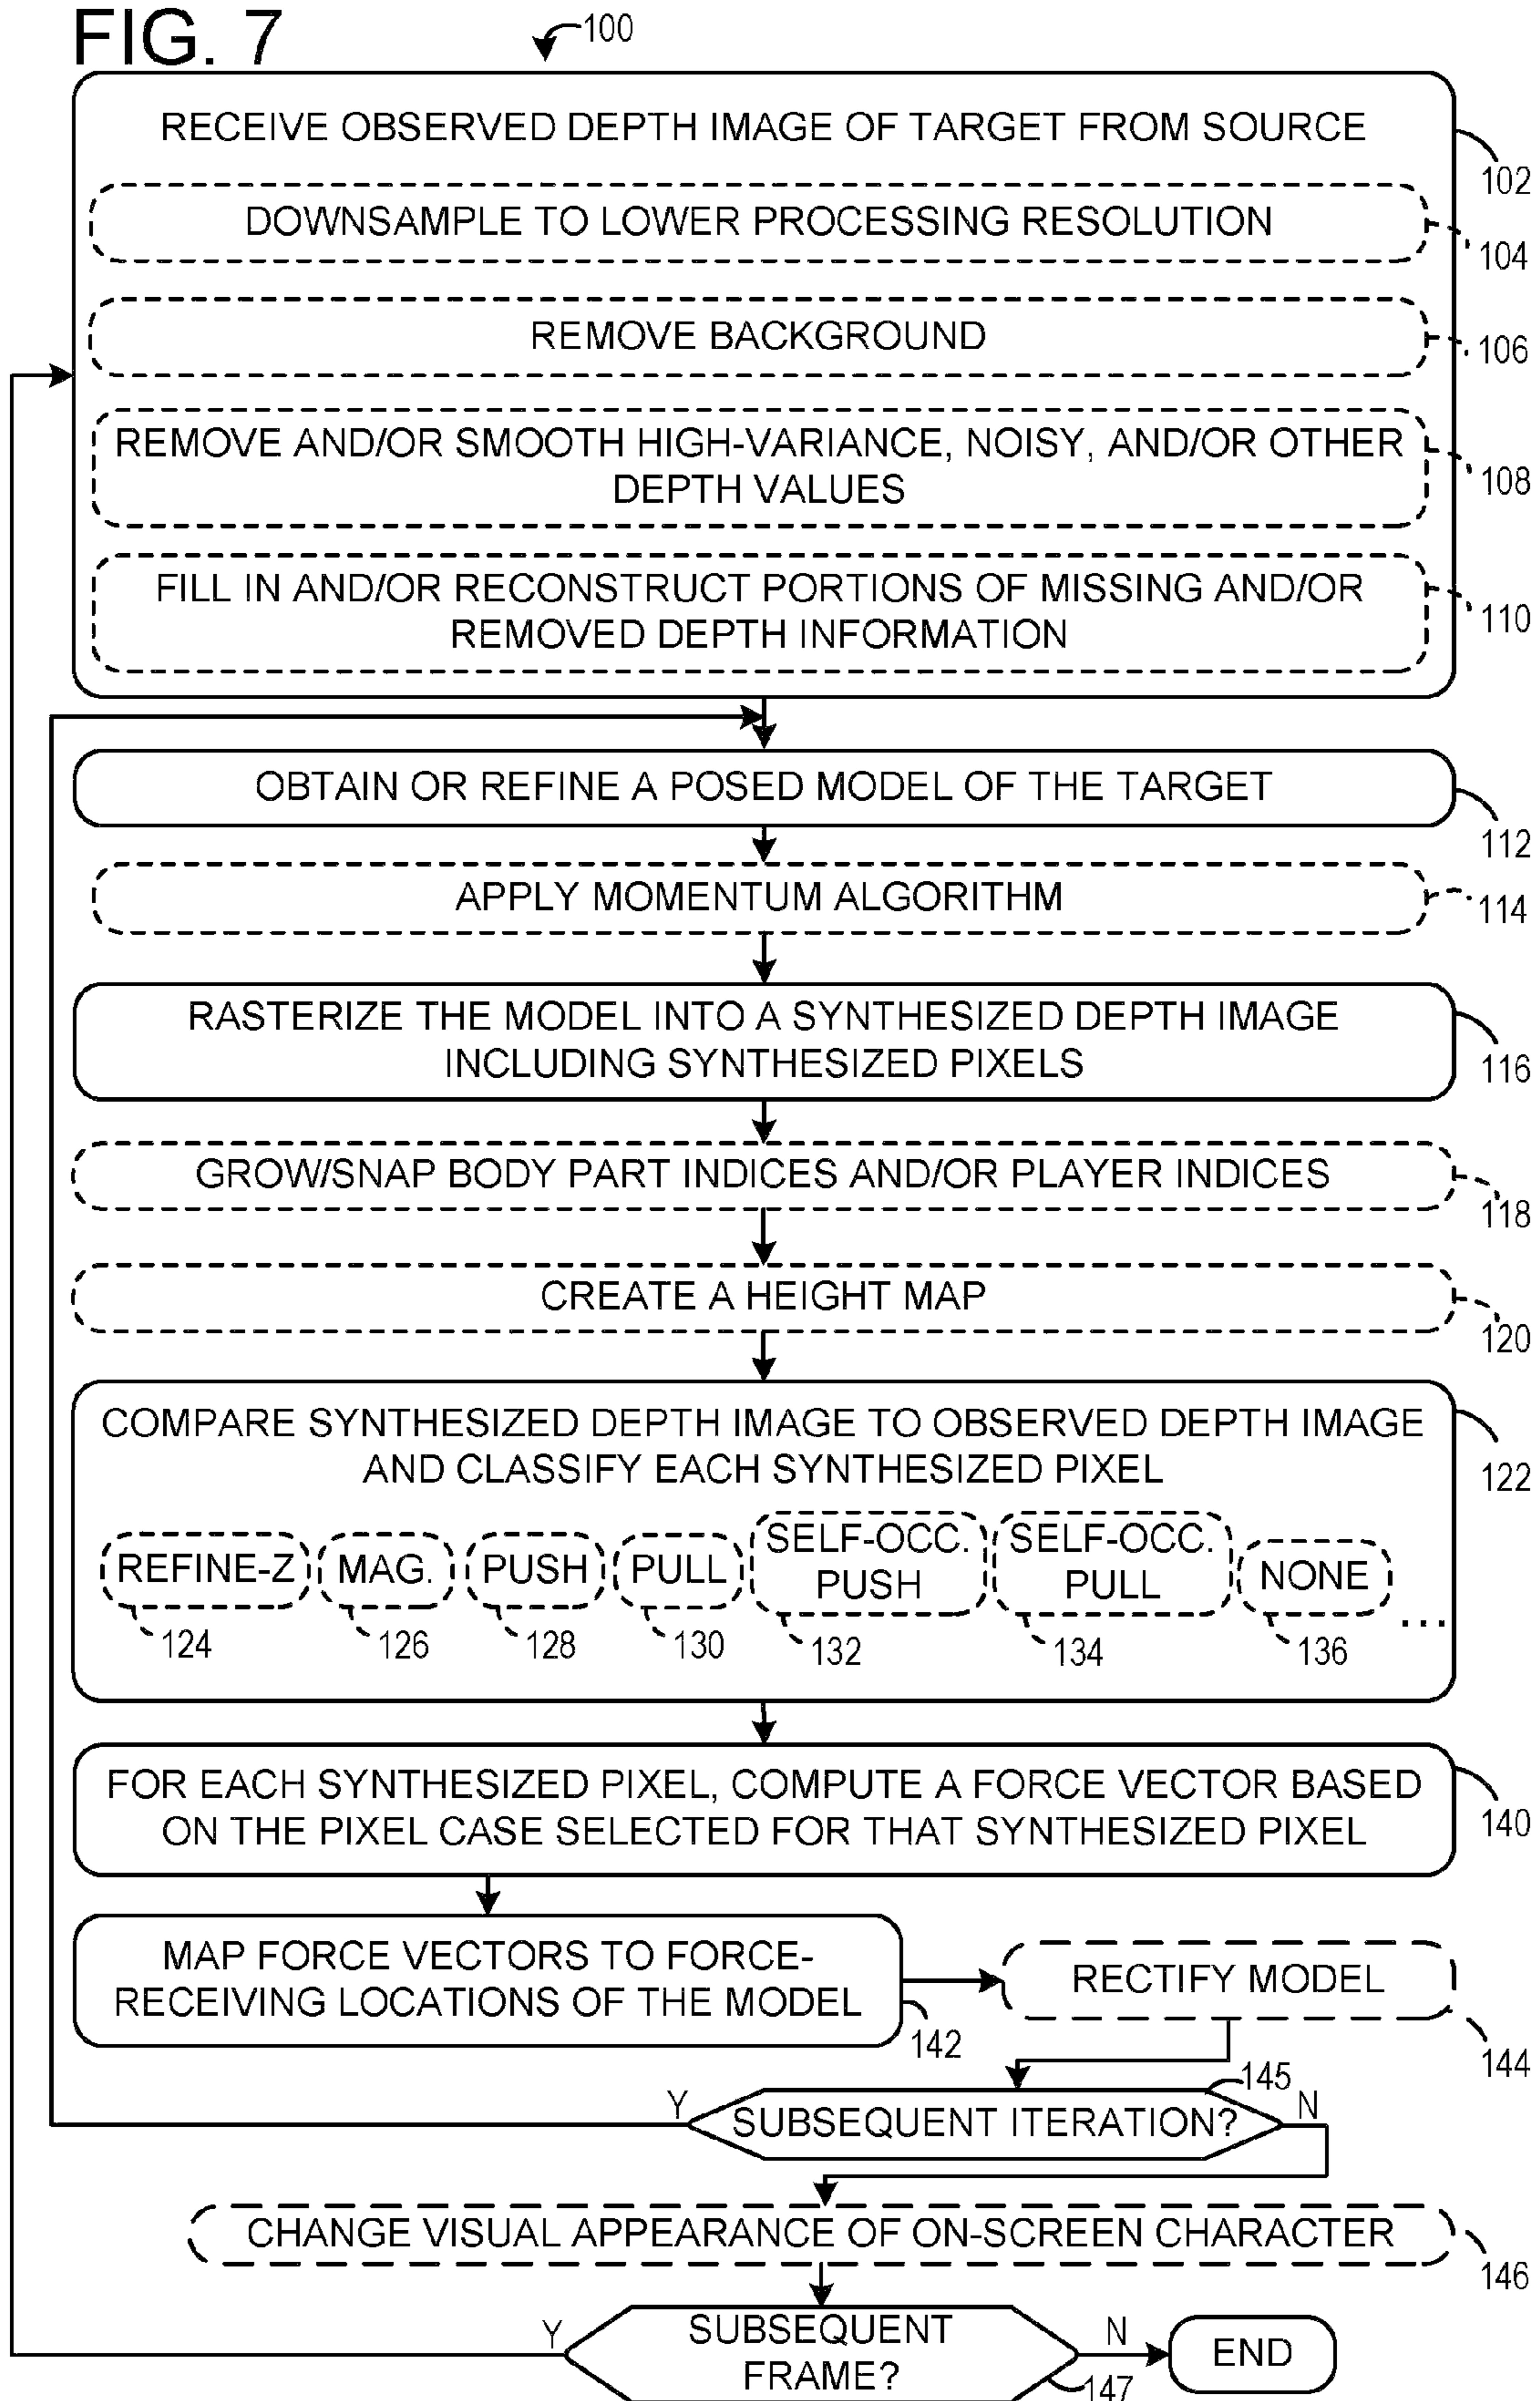 FIG. 7
100
RECEIVE OBSERVED DEPTH IMAGE OF TARGET FROM SOURCE
102
DOWNSAMPLE TO LOWER PROCESSING RESOLUTION
104
REMOVE BACKGROUND
106
REMOVE AND/OR SMOOTH HIGH-VARIANCE, NOISY, AND/OR OTHER
DEPTH VALUES
108
FILL IN AND/OR RECONSTRUCT PORTIONS OF MISSING AND/OR
REMOVED DEPTH INFORMATION
110
OBTAIN OR REFINE A POSED MODEL OF THE TARGET
112
APPLY MOMENTUM ALGORITHM
114
RASTERIZE THE MODEL INTO A SYNTHESIZED DEPTH IMAGE
INCLUDING SYNTHESIZED PIXELS
116
GROW/SNAP BODY PART INDICES AND/OR PLAYER INDICES
118
CREATE A HEIGHT MAP
120
COMPARE SYNTHESIZED DEPTH IMAGE TO OBSERVED DEPTH IMAGE
AND CLASSIFY EACH SYNTHESIZED PIXEL
122
REFINE-Z
124
MAG.
126
PUSH
128
PULL
130
SELF-OCC.
PUSH
132
SELF-OCC.
PULL
134
NONE
136
...
FOR EACH SYNTHESIZED PIXEL, COMPUTE A FORCE VECTOR BASED
ON THE PIXEL CASE SELECTED FOR THAT SYNTHESIZED PIXEL
140
MAP FORCE VECTORS TO FORCE-
RECEIVING LOCATIONS OF THE MODEL
142
RECTIFY MODEL
144
145
Y
SUBSEQUENT ITERATION?
N
CHANGE VISUAL APPEARANCE OF ON-SCREEN CHARACTER
146
Y
SUBSEQUENT
FRAME?
N
147
END